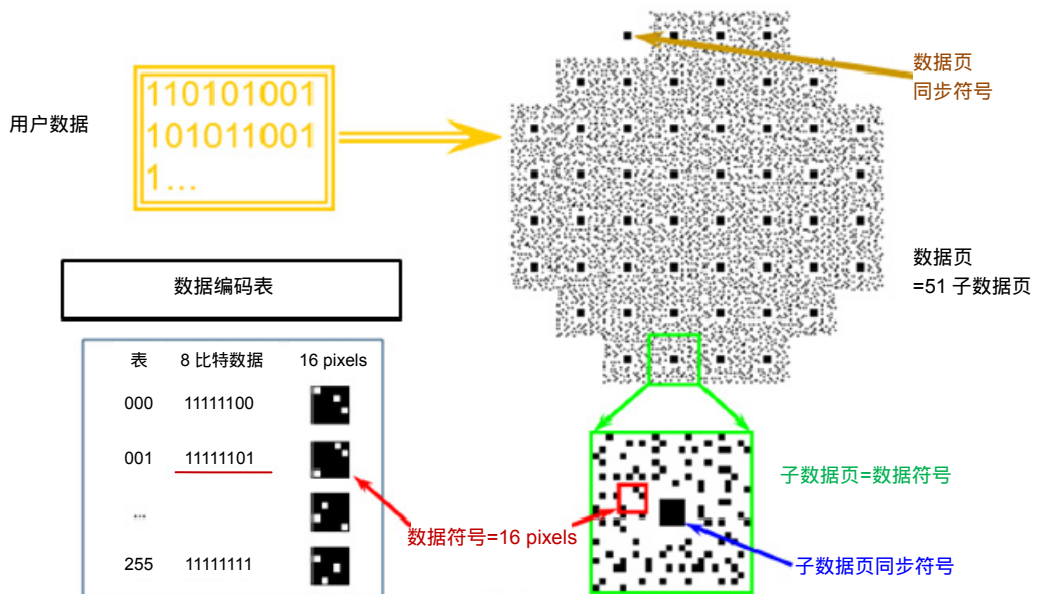 用户数据
110101001
101011001
1...
数据页
同步符号
数据页
=51 子数据页
数据编码表
表 8 比特数据 16 pixels
000 11111100
001 11111101
...
255 11111111
数据符号=16 pixels
子数据页=数据符号
子数据页同步符号